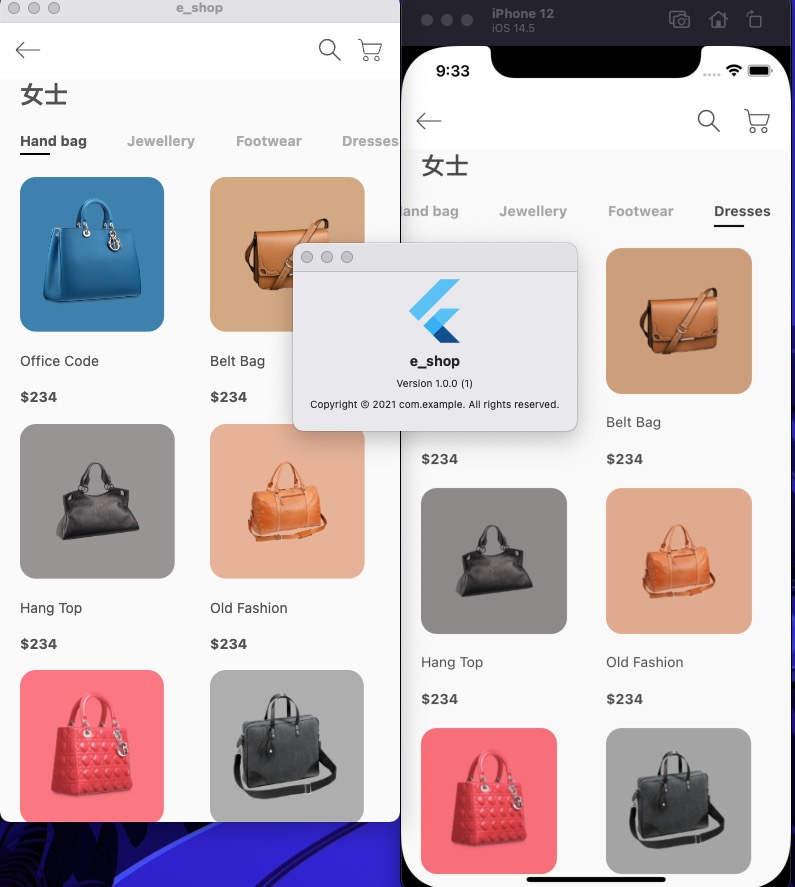 e_shop
女士
Hand bag Jewellery Footwear Dresses
Office Code Belt Bag
$234 $234
Hang Top Old Fashion
$234 $234
e_shop
Version 1.0.0 (1)
Copyright © 2021 com.example. All rights reserved.
iPhone 12
iOS 14.5
9:33
女士
and bag Jewellery Footwear Dresses
Belt Bag
$234 $234
Hang Top Old Fashion
$234 $234